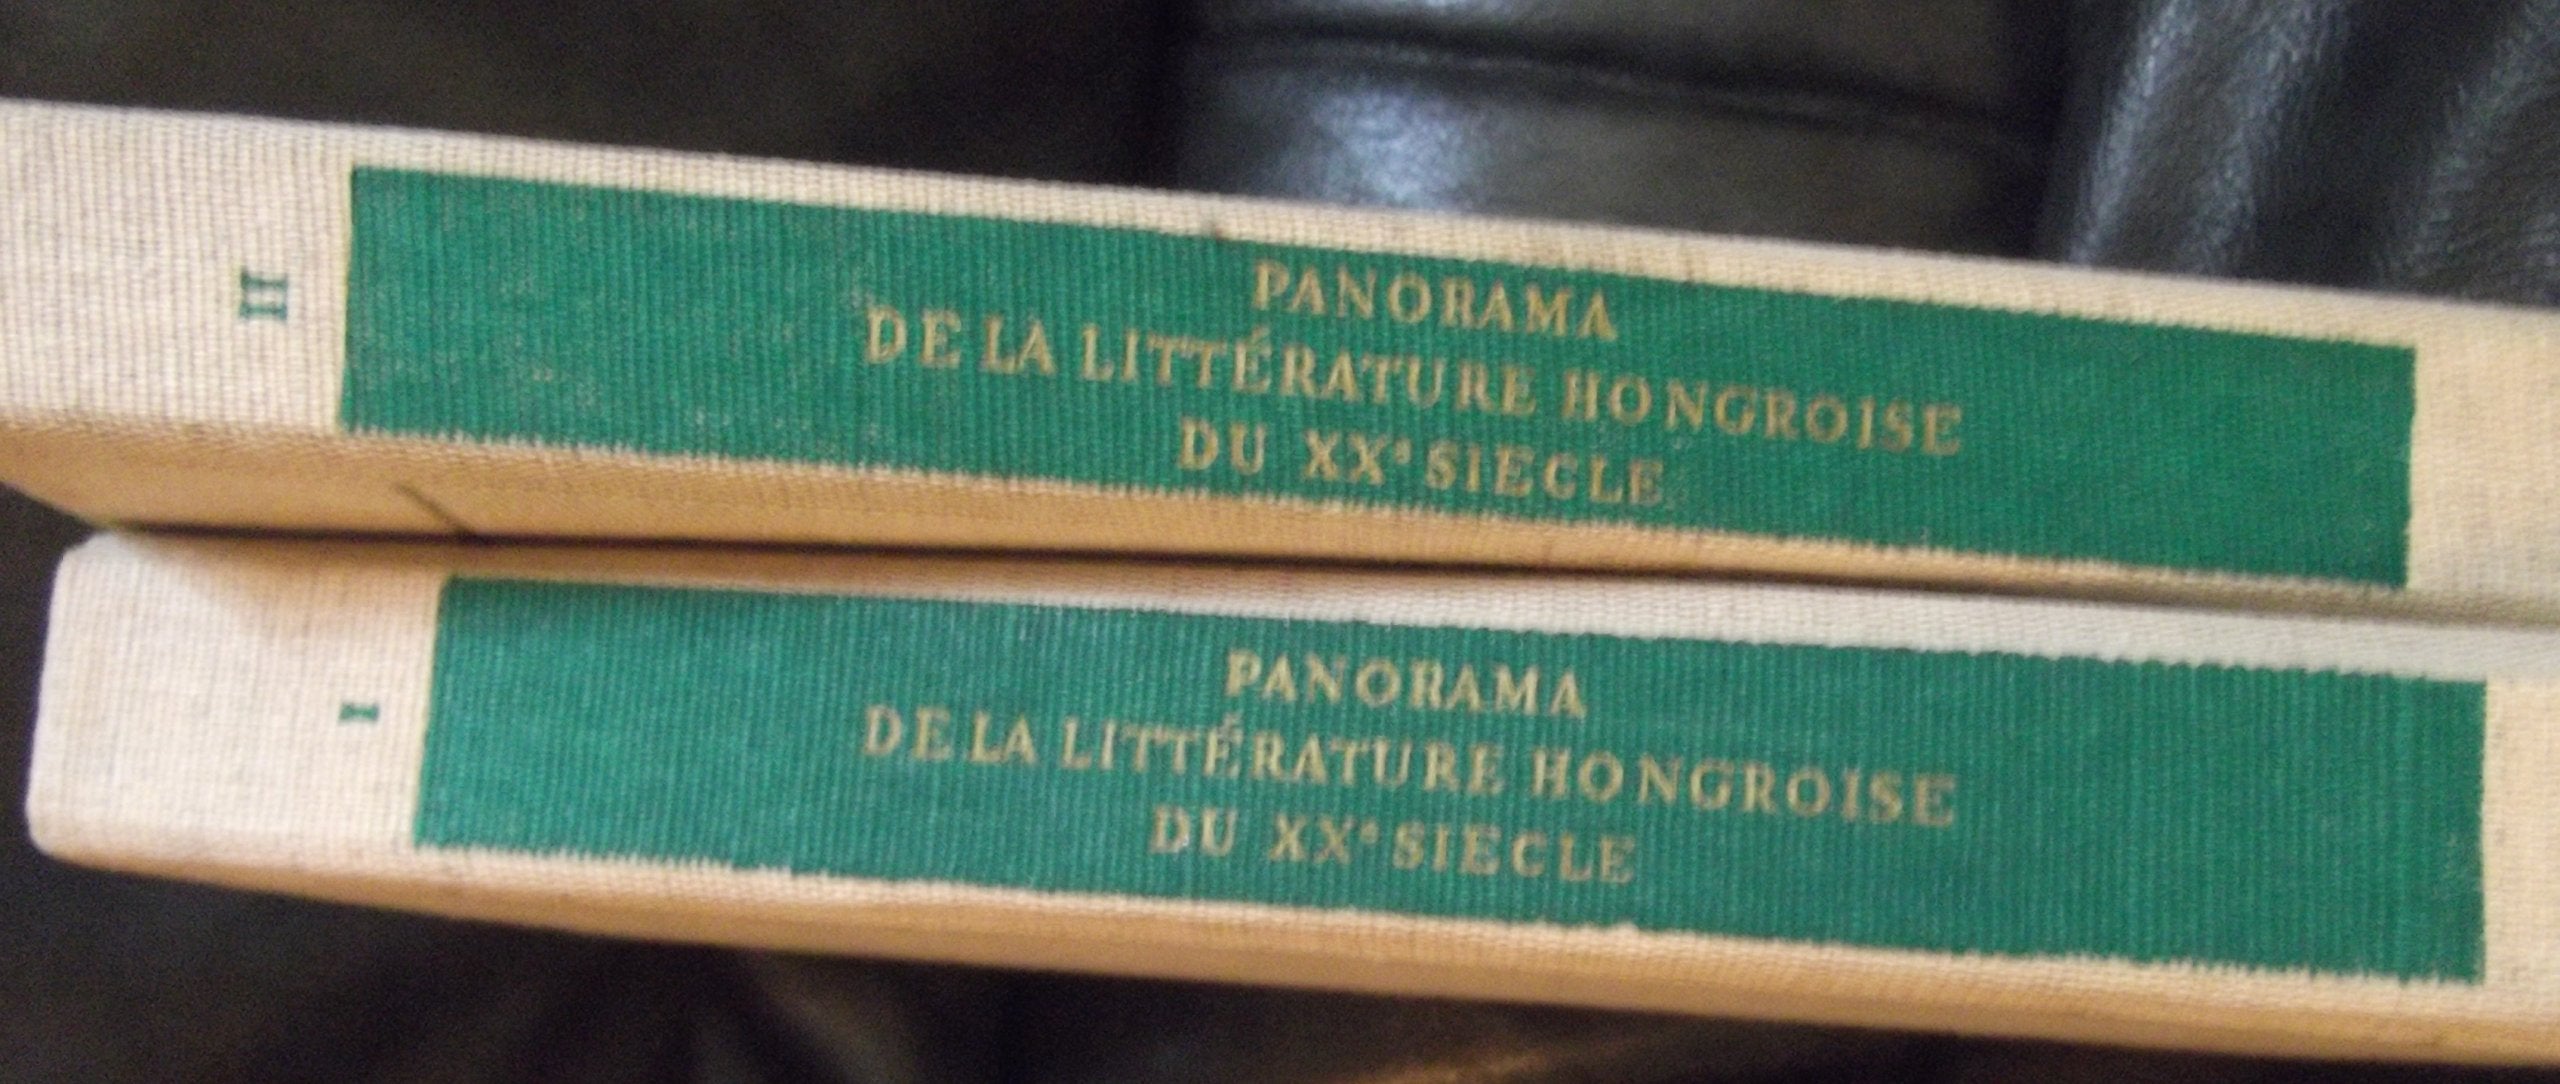 II
PANORAMA
DE LA LITTÉRATURE HONGROISE
DU XXe SIECLE
I
PANORAMA
DE LA LITTÉRATURE HONGROISE
DU XXe SIECLE